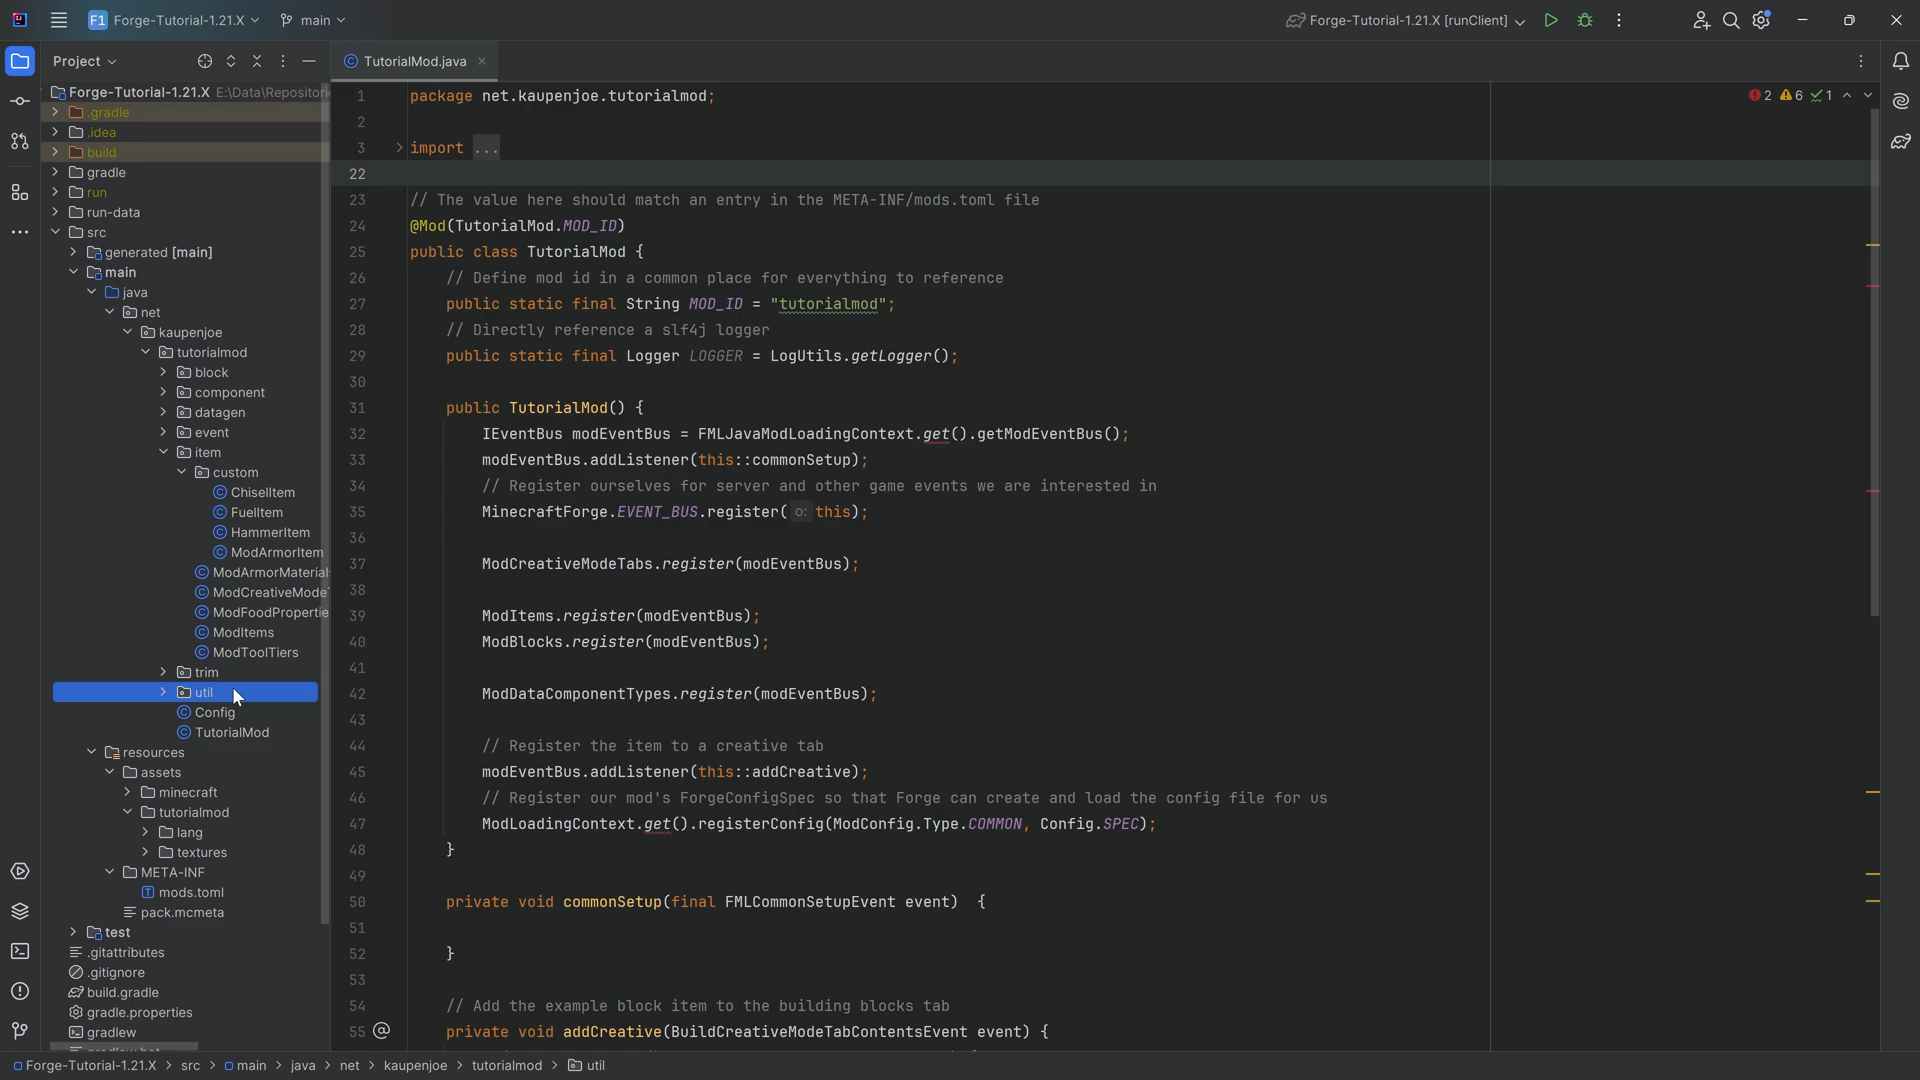 F1 Forge-Tutorial-1.21.X main Forge-Tutorial-1.21.X [runClient]
Project
TutorialMod.java
Forge-Tutorial-1.21.X E:\Data\Repositori
.gradle
.idea
build
gradle
run
run-data
src
generated [main]
main
java
net
kaupenjoe
tutorialmod
block
component
datagen
event
item
custom
ChiselItem
FuelItem
HammerItem
ModArmorItem
ModArmorMaterial
ModCreativeMode
ModFoodPropertie
ModItems
ModToolTiers
trim
util
Config
TutorialMod
resources
assets
minecraft
tutorialmod
lang
textures
META-INF
mods.toml
pack.mcmeta
test
.gitattributes
.gitignore
build.gradle
gradle.properties
gradlew
2 6 1
1 package net.kaupenjoe.tutorialmod;
2
3 import ...
22
23 // The value here should match an entry in the META-INF/mods.toml file
24 @Mod(TutorialMod.MOD_ID)
25 public class TutorialMod {
26 // Define mod id in a common place for everything to reference
27 public static final String MOD_ID = "tutorialmod";
28 // Directly reference a slf4j logger
29 public static final Logger LOGGER = LogUtils.getLogger();
30
31 public TutorialMod() {
32 IEventBus modEventBus = FMLJavaModLoadingContext.get().getModEventBus();
33 modEventBus.addListener(this::commonSetup);
34 // Register ourselves for server and other game events we are interested in
35 MinecraftForge.EVENT_BUS.register( o: this);
36
37 ModCreativeModeTabs.register(modEventBus);
38
39 ModItems.register(modEventBus);
40 ModBlocks.register(modEventBus);
41
42 ModDataComponentTypes.register(modEventBus);
43
44 // Register the item to a creative tab
45 modEventBus.addListener(this::addCreative);
46 // Register our mod's ForgeConfigSpec so that Forge can create and load the config file for us
47 ModLoadingContext.get().registerConfig(ModConfig.Type.COMMON, Config.SPEC);
48 }
49
50 private void commonSetup(final FMLCommonSetupEvent event) {
51
52 }
53
54 // Add the example block item to the building blocks tab
55 private void addCreative(BuildCreativeModeTabContentsEvent event) {
Forge-Tutorial-1.21.X > src > main > java > net > kaupenjoe > tutorialmod > util